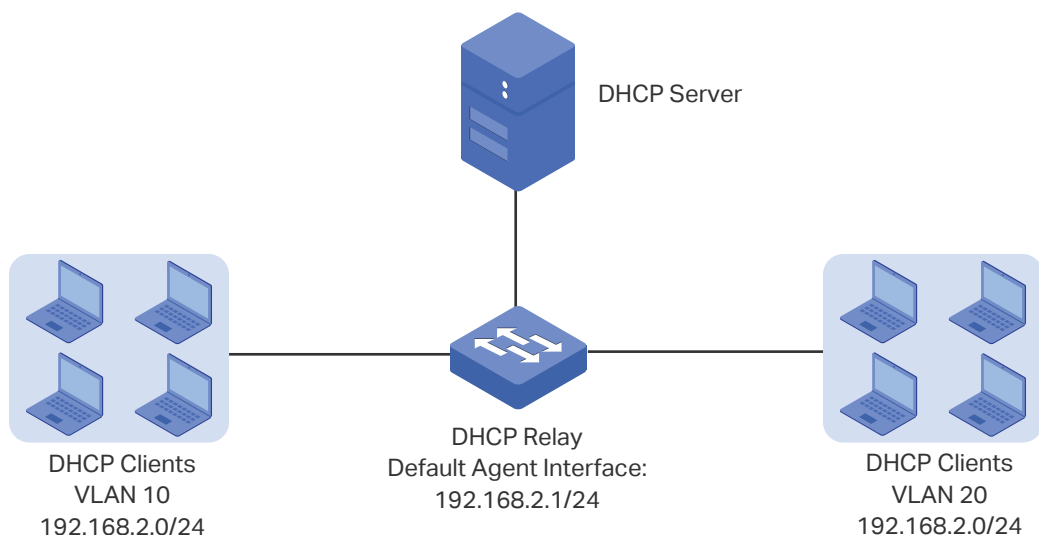 DHCP Server
DHCP Clients
VLAN 10
192.168.2.0/24
DHCP Relay
Default Agent Interface:
192.168.2.1/24
DHCP Clients
VLAN 20
192.168.2.0/24